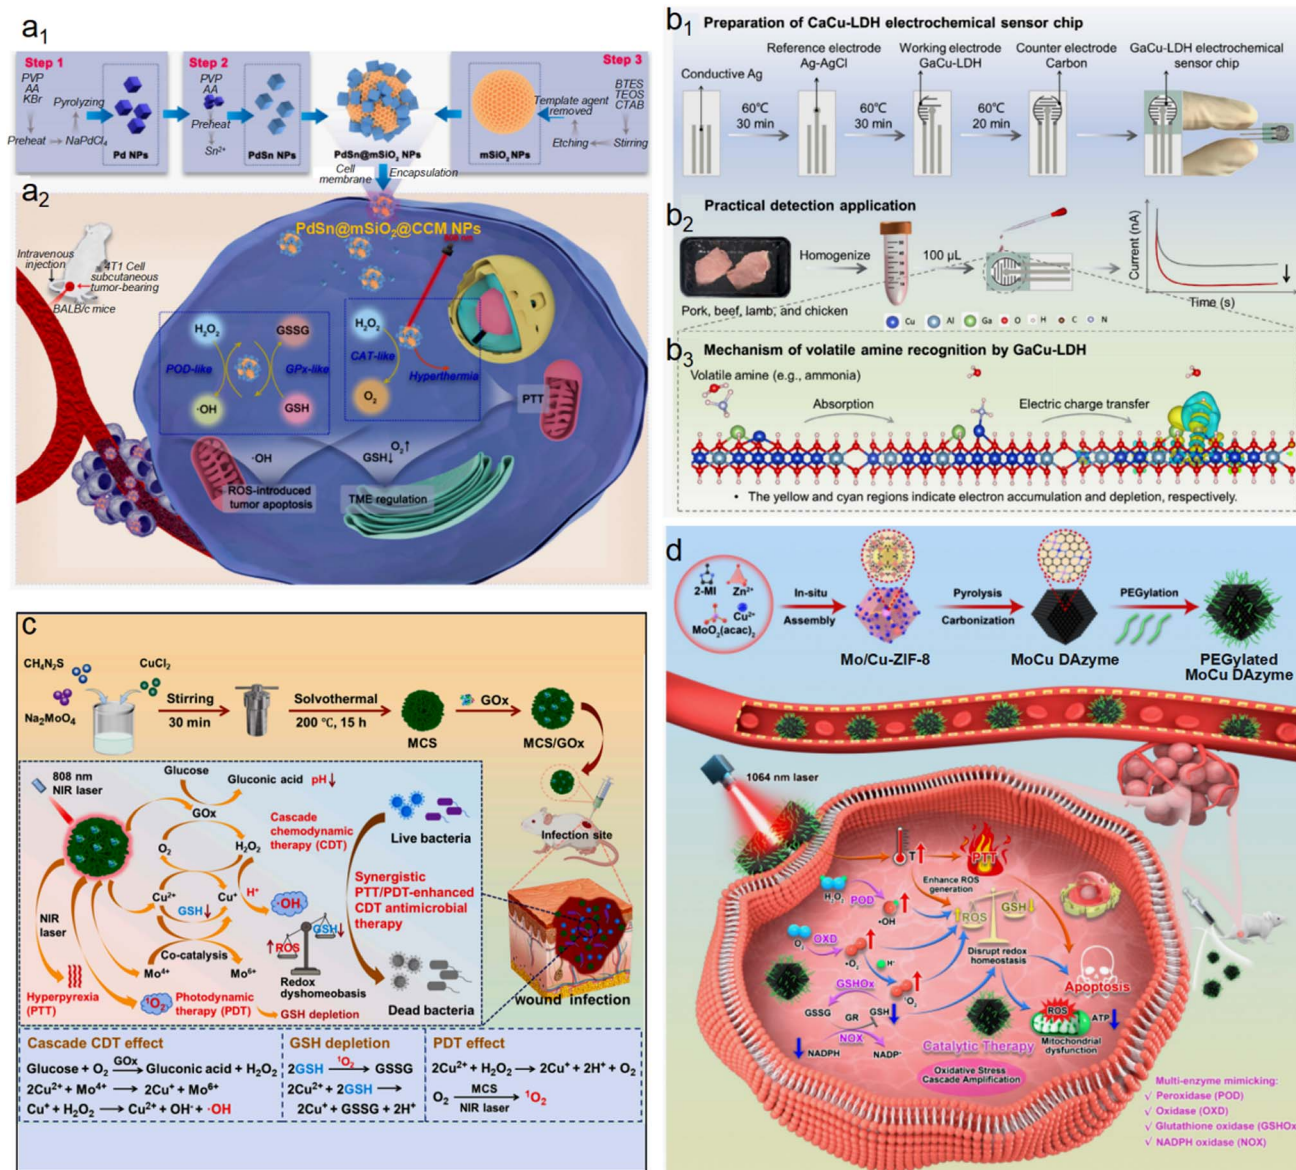 a1
Step 1
PVP
AA
KBr
Pyrolyzing
Preheat
NaPdCl4
Pd NPs
Step 2
PVP
AA
Preheat
Sn2+
PdSn NPs
PdSn@mSiO2 NPs
Step 3
BTES
TEOS
CTAB
Template agent
removed
Etching
Stirring
mSiO2 NPs
Cell
membrane
Encapsulation
a2
PdSn@mSiO2@CCM NPs
Intravenous
injection
4T1 Cell
subcutaneous
tumor-bearing
BALB/c mice
H2O2
GSSG
POD-like
GPx-like
·OH
GSH
H2O2
CAT-like
Hyperthermia
O2
PTT
·OH
GSH↓
O2↑
ROS-introduced
tumor apoptosis
TME regulation
b1
Preparation of CaCu-LDH electrochemical sensor chip
Conductive Ag
Reference electrode
Ag-AgCl
Working electrode
GaCu-LDH
Counter electrode
Carbon
GaCu-LDH electrochemical
sensor chip
60℃
30 min
60℃
30 min
60℃
20 min
b2
Practical detection application
Pork, beef, lamb, and chicken
Homogenize
100 μL
Current (nA)
Time (s)
Cu
Al
Ga
O
H
C
N
b3
Mechanism of volatile amine recognition by GaCu-LDH
Volatile amine (e.g., ammonia)
Absorption
Electric charge transfer
• The yellow and cyan regions indicate electron accumulation and depletion, respectively.
c
CH4N2S
CuCl2
Na2MoO4
Stirring
30 min
Solvothermal
200 ℃, 15 h
MCS
GOx
MCS/GOx
808 nm
NIR laser
Glucose
Gluconic acid pH↓
GOx
O2
H2O2
Cascade
chemodynamic
therapy (CDT)
Cu2+
Cu+
GSH↓
H+
·OH
NIR
laser
Co-catalysis
Mo4+
Mo6+
↑ROS
GSH↓
Redox
dyshomeobasis
Hyperpyrexia
(PTT)
1O2
Photodynamic
therapy (PDT)
GSH depletion
Live bacteria
Synergistic
PTT/PDT-enhanced
CDT antimicrobial
therapy
Dead bacteria
Infection site
wound infection
Cascade CDT effect
Glucose + O2 GOx→ Gluconic acid + H2O2
2Cu2+ + Mo4+ → 2Cu+ + Mo6+
Cu+ + H2O2 → Cu2+ + OH- + ·OH
GSH depletion
2GSH 1O2→ GSSG
2Cu2+ + 2GSH →
2Cu+ + GSSG + 2H+
PDT effect
2Cu2+ + H2O2 → 2Cu+ + 2H+ + O2
O2 MCS→ 1O2
NIR laser
d
2-MI
Zn2+
Cu2+
MoO2(acac)2
In-situ
Assembly
Mo/Cu-ZIF-8
Pyrolysis
Carbonization
MoCu DAzyme
PEGylation
PEGylated
MoCu DAzyme
1064 nm laser
T↑
PTT
Enhance ROS
generation
H2O2
POD
•OH
↑ROS
GSH↓
O2
OXD
•O2
H+
Disrupt redox
homeostasis
GSHOx
1O2
Apoptosis
GSSG
GR
GSH
NOX
NADPH
NADP-
ROS
ATP
Mitochondrial
dysfunction
Catalytic Therapy
Oxidative Stress
Cascade Amplification
Multi-enzyme mimicking:
√ Peroxidase (POD)
√ Oxidase (OXD)
√ Glutathione oxidase (GSHOx)
√ NADPH oxidase (NOX)